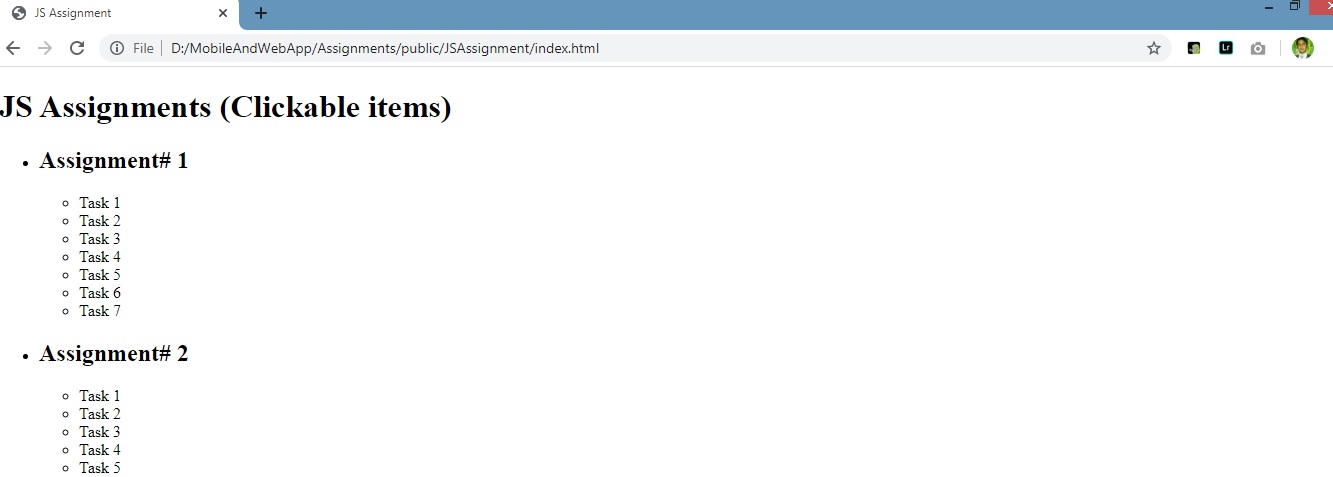 JS Assignment
File
D:/MobileAndWebApp/Assignments/public/JSAssignment/index.html
Lr
JS Assignments (Clickable items)
Assignment# 1
Task 1
Task 2
Task 3
Task 4
Task 5
Task 6
Task 7
Assignment# 2
Task 1
Task 2
Task 3
Task 4
Task 5